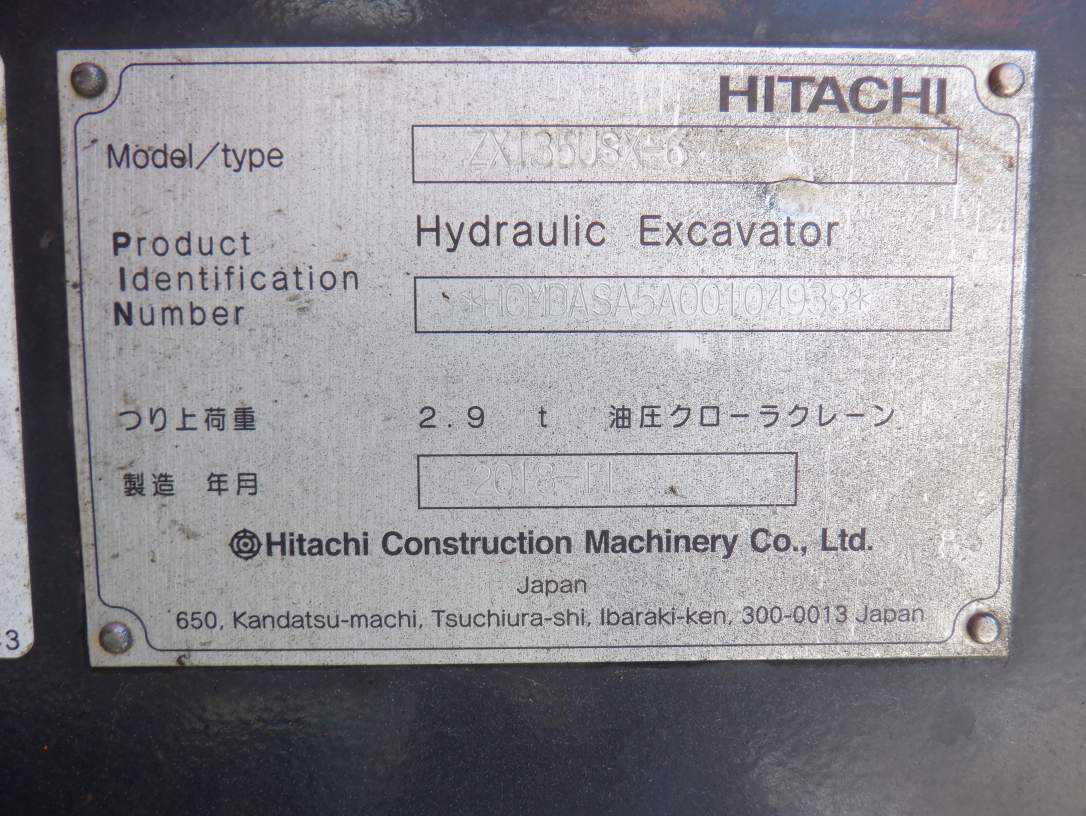 HITACHI
Model/type ZX135USX-6
Hydraulic Excavator
Product
Identification
Number *HCMDASA5A00104938*
つり上荷重 2.9 t 油圧クローラクレーン
製造 年月 2018-11
Hitachi Construction Machinery Co., Ltd.
Japan
650, Kandatsu-machi, Tsuchiura-shi, Ibaraki-ken, 300-0013 Japan